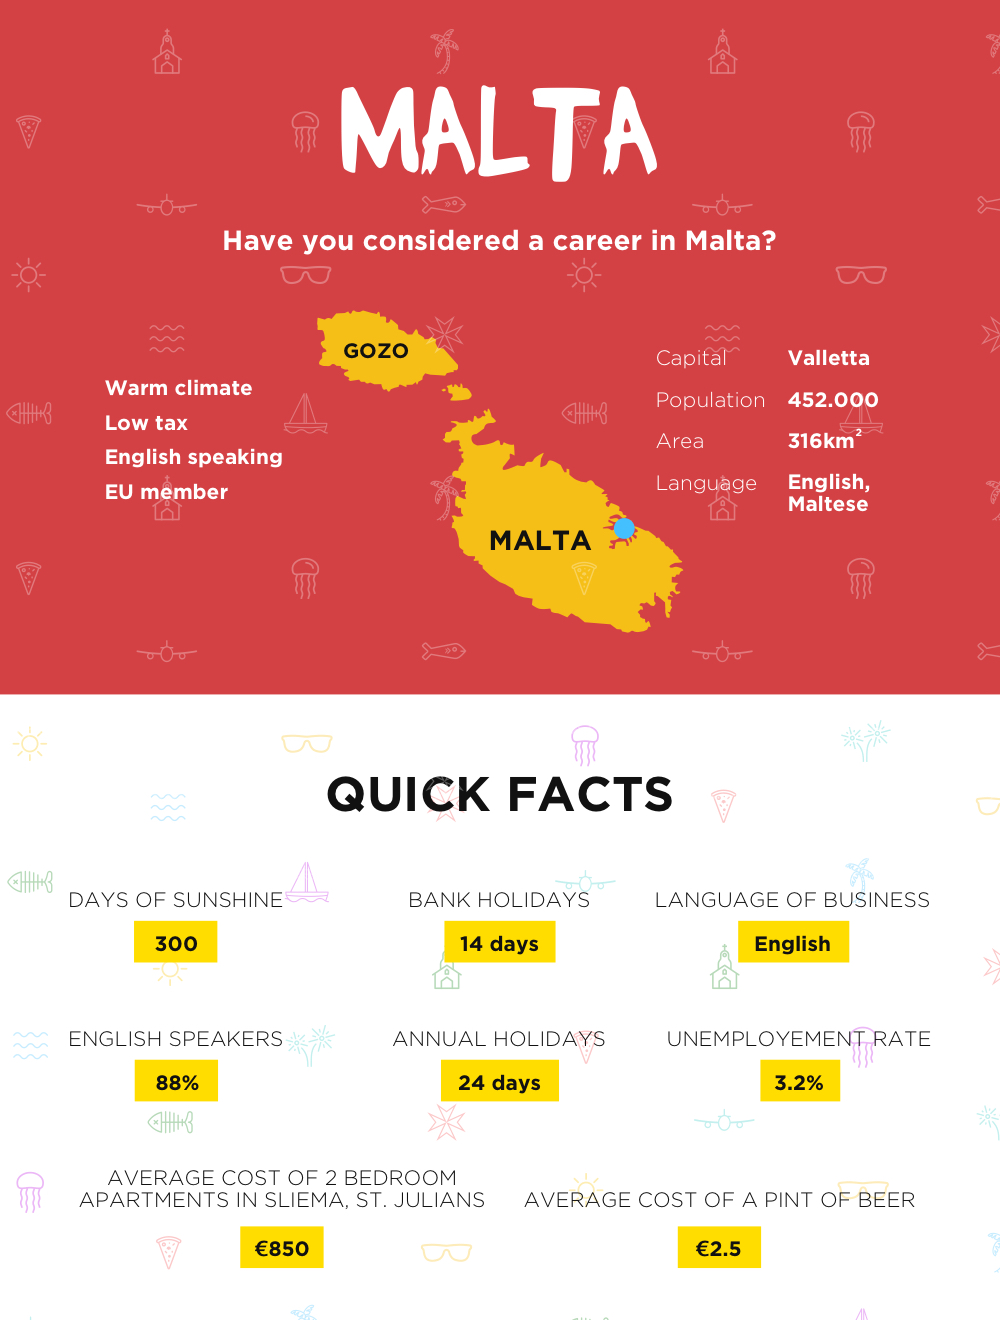 MALTA
Have you considered a career in Malta?
GOZO
MALTA
Warm climate
Low tax
English speaking
EU member
Capital Valletta
Population 452.000
Area 316km²
Language English,
Maltese
QUICK FACTS
DAYS OF SUNSHINE
300
BANK HOLIDAYS
14 days
LANGUAGE OF BUSINESS
English
ENGLISH SPEAKERS
88%
ANNUAL HOLIDAYS
24 days
UNEMPLOYEMENT RATE
3.2%
AVERAGE COST OF 2 BEDROOM
APARTMENTS IN SLIEMA, ST. JULIANS
€850
AVERAGE COST OF A PINT OF BEER
€2.5